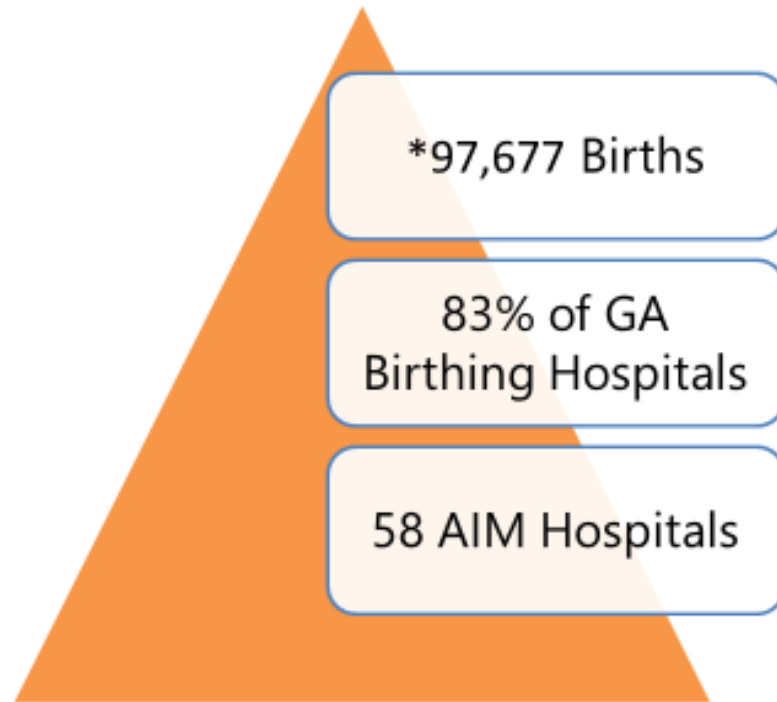 *97,677 Births
83% of GA
Birthing Hospitals
58 AIM Hospitals